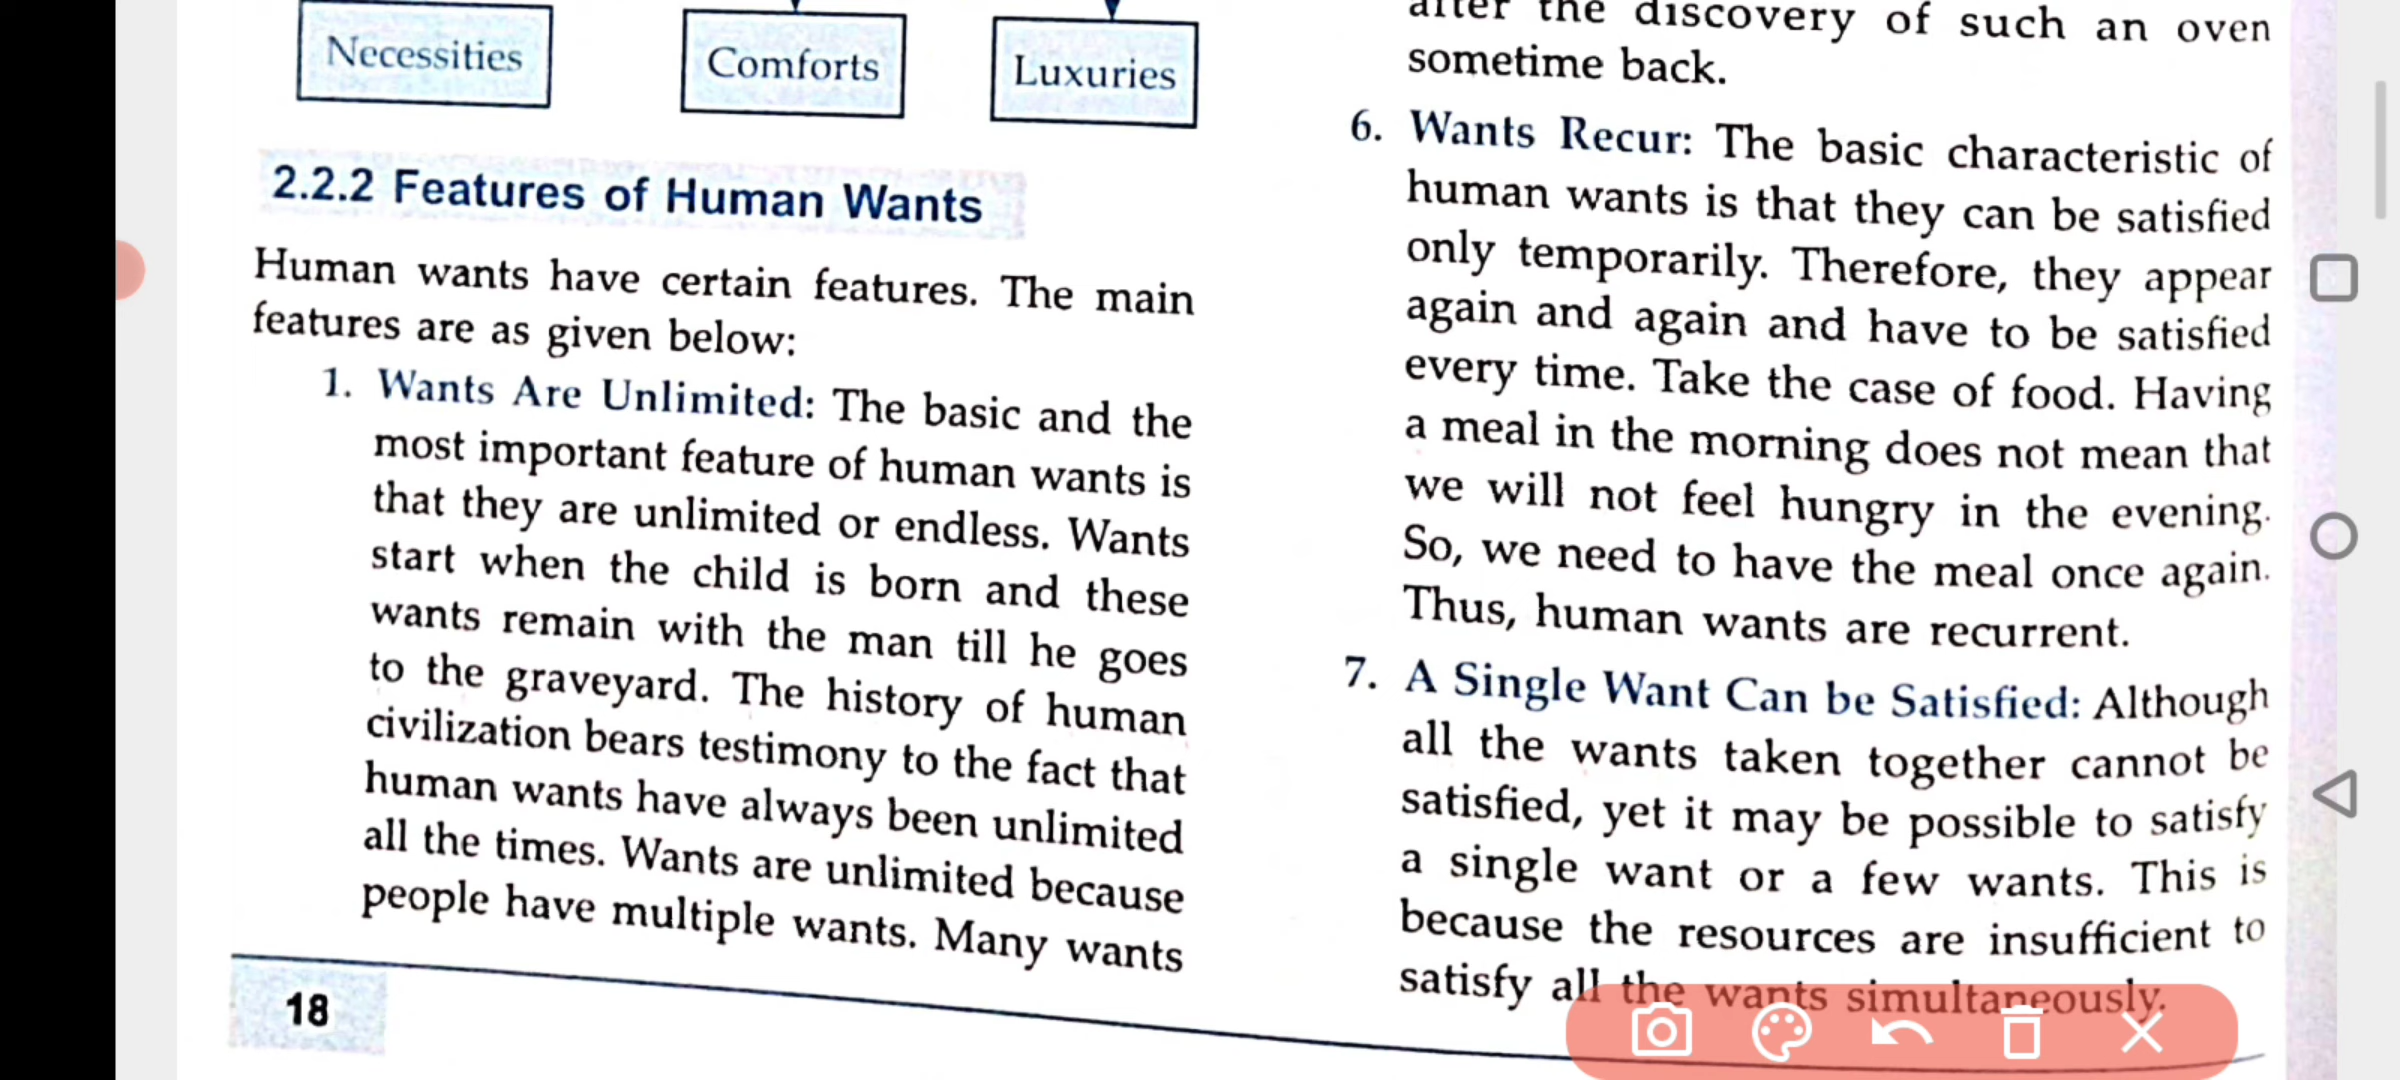 Necessities
Comforts
Luxuries
2.2.2 Features of Human Wants
Human wants have certain features. The main
features are as given below:
1. Wants Are Unlimited: The basic and the
most important feature of human wants is
that they are unlimited or endless. Wants
start when the child is born and these
wants remain with the man till he goes
to the graveyard. The history of human
civilization bears testimony to the fact that
human wants have always been unlimited
all the times. Wants are unlimited because
people have multiple wants. Many wants
18
after the discovery of such an oven
sometime back.
6. Wants Recur: The basic characteristic of
human wants is that they can be satisfied
only temporarily. Therefore, they appear
again and again and have to be satisfied
every time. Take the case of food. Having
a meal in the morning does not mean that
we will not feel hungry in the evening.
So, we need to have the meal once again.
Thus, human wants are recurrent.
7. A Single Want Can be Satisfied: Although
all the wants taken together cannot be
satisfied, yet it may be possible to satisfy
a single want or a few wants. This is
because the resources are insufficient to
satisfy all the wants simultaneously.